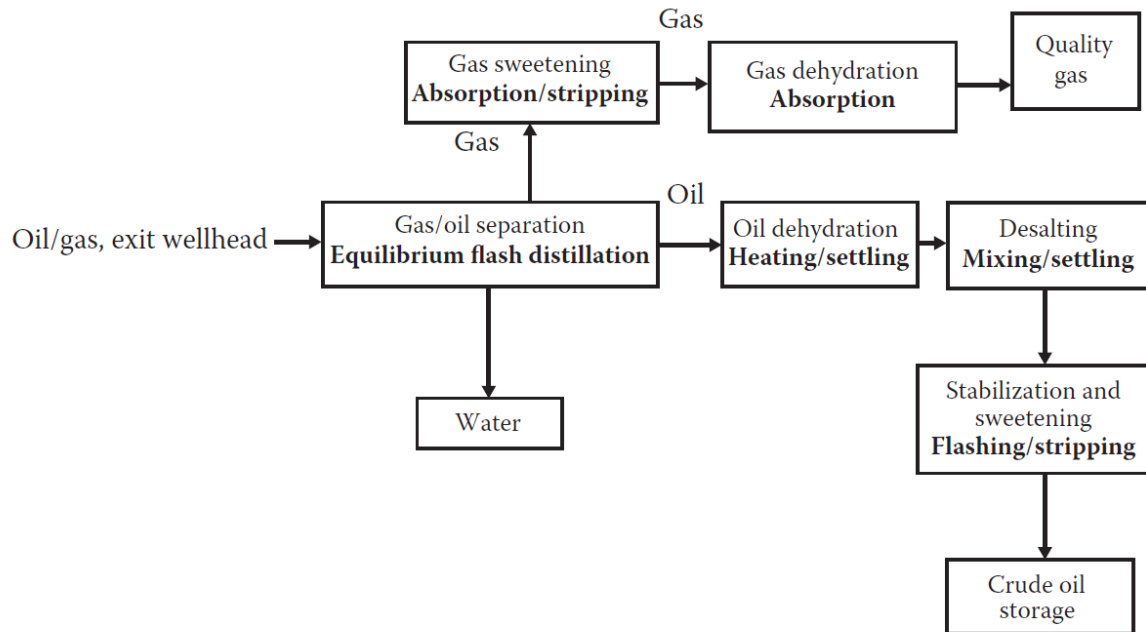 Gas
Gas sweetening
Absorption/stripping
Gas dehydration
Absorption
Quality
gas
Gas
Oil/gas, exit wellhead
Gas/oil separation
Equilibrium flash distillation
Oil
Oil dehydration
Heating/settling
Desalting
Mixing/settling
Water
Stabilization and
sweetening
Flashing/stripping
Crude oil
storage